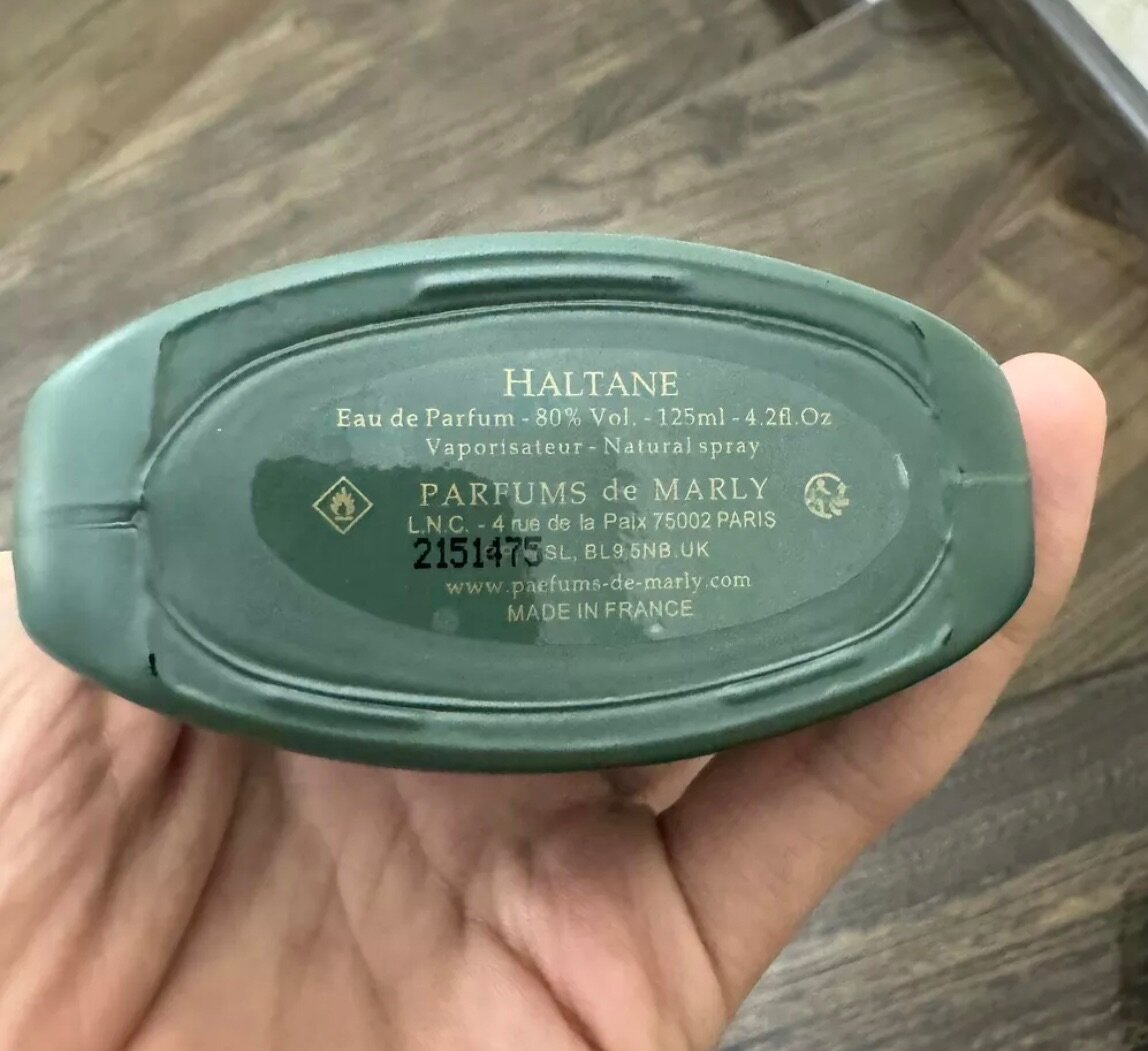 HALTANE
Eau de Parfum - 80% Vol. - 125ml - 4.2fl.Oz
Vaporisateur - Natural spray
PARFUMS de MARLY
L.N.C. - 4 rue de la Paix 75002 PARIS
2151475 SL, BL9 5NB.UK
www.paefums-de-marly.com
MADE IN FRANCE